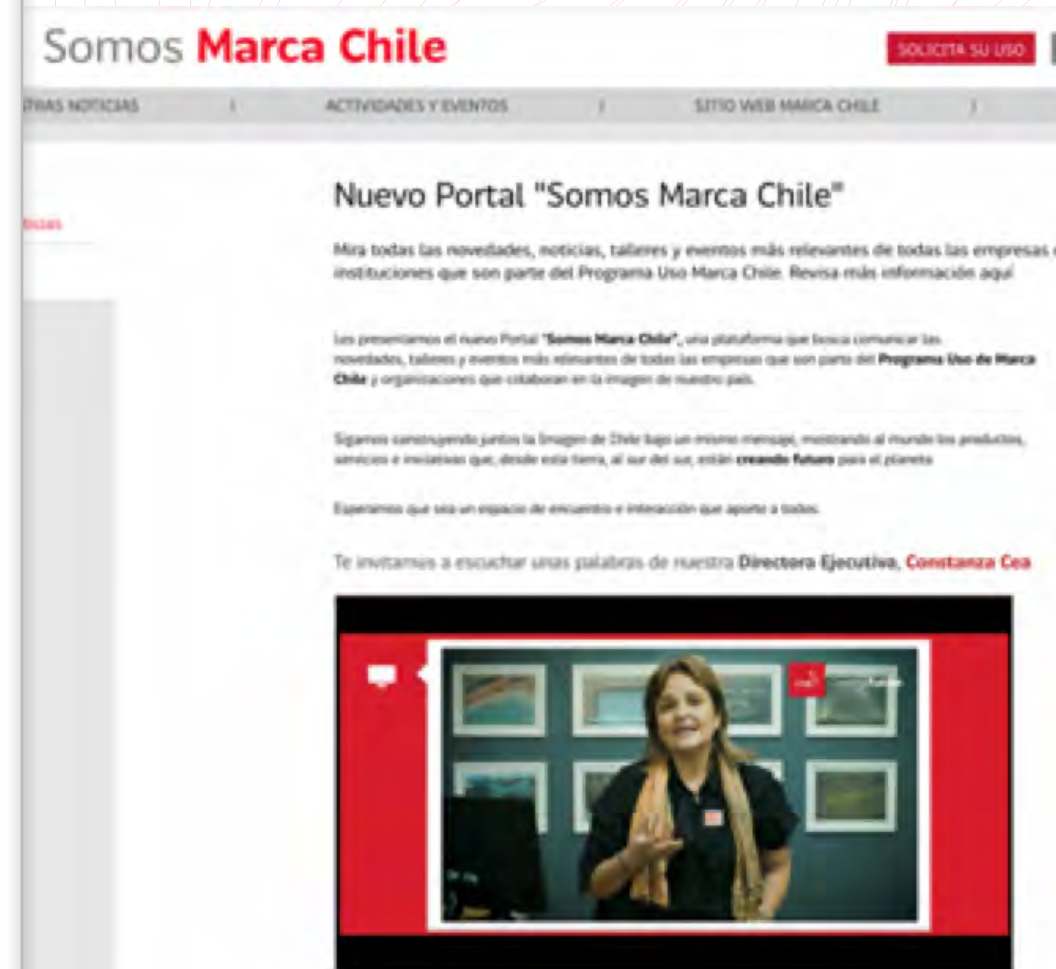 Somos Marca Chile
SOLICITA SU USO
TRAS NOTICIAS | ACTIVIDADES Y EVENTOS | SITIO WEB MARCA CHILE |
Nuevo Portal "Somos Marca Chile"
Mira todas las novedades, noticias, talleres y eventos más relevantes de todas las empresas e
instituciones que son parte del Programa Uso Marca Chile. Revisa más información aquí
Les presentamos el nuevo Portal "Somos Marca Chile", una plataforma que busca comunicar las
novedades, talleres y eventos más relevantes de todas las empresas que son parte del Programa Uso de Marca
Chile y organizaciones que colaboran en la imagen de nuestro país.
Sigamos construyendo juntos la Imagen de Chile bajo un mismo mensaje, mostrando al mundo los productos,
servicios e iniciativas que, desde esta tierra, al sur del sur, están creando futuro para el planeta
Esperamos que sea un espacio de encuentro e interacción que aporte a todos.
Te invitamos a escuchar unas palabras de nuestra Directora Ejecutiva, Constanza Cea